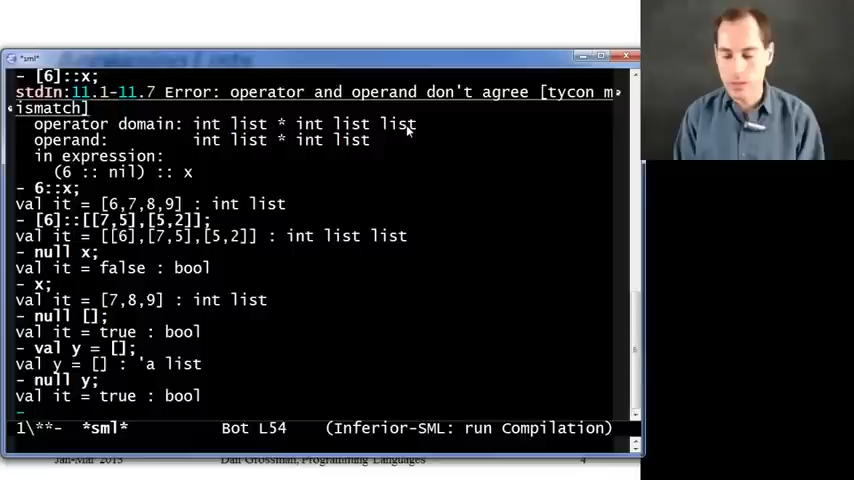 *sml*
- [6]::x;
stdIn:11.1-11.7 Error: operator and operand don't agree [tycon m
ismatch]
operator domain: int list * int list list
operand: int list * int list
in expression:
(6 :: nil) :: x
- 6::x;
val it = [6,7,8,9] : int list
- [6]::[[7,5],[5,2]];
val it = [[6],[7,5],[5,2]] : int list list
- null x;
val it = false : bool
- x;
val it = [7,8,9] : int list
- null [];
val it = true : bool
- val y = [];
val y = [] : 'a list
- null y;
val it = true : bool
-
1\**- *sml* Bot L54 (Inferior-SML: run Compilation)
Jan-Mar 2013 Dan Grossman, Programming Languages 4